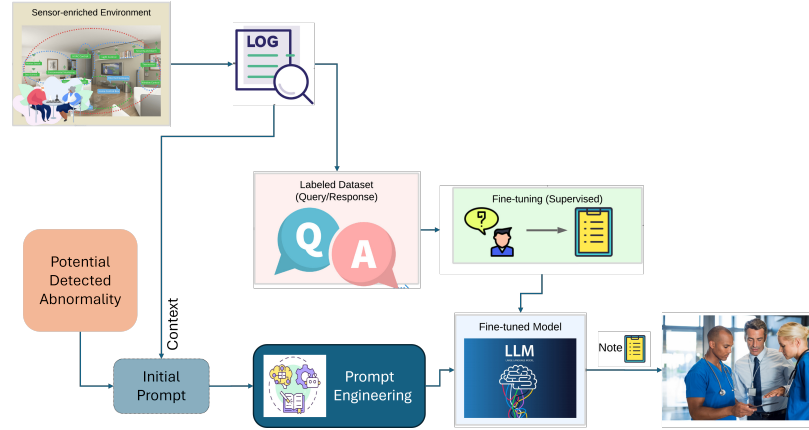 Sensor-enriched Environment
LOG
Labeled Dataset
(Query/Response)
Q
A
Fine-tuning (Supervised)
?
Potential
Detected
Abnormality
Context
Initial
Prompt
Prompt
Engineering
Fine-tuned Model
LLM
Note